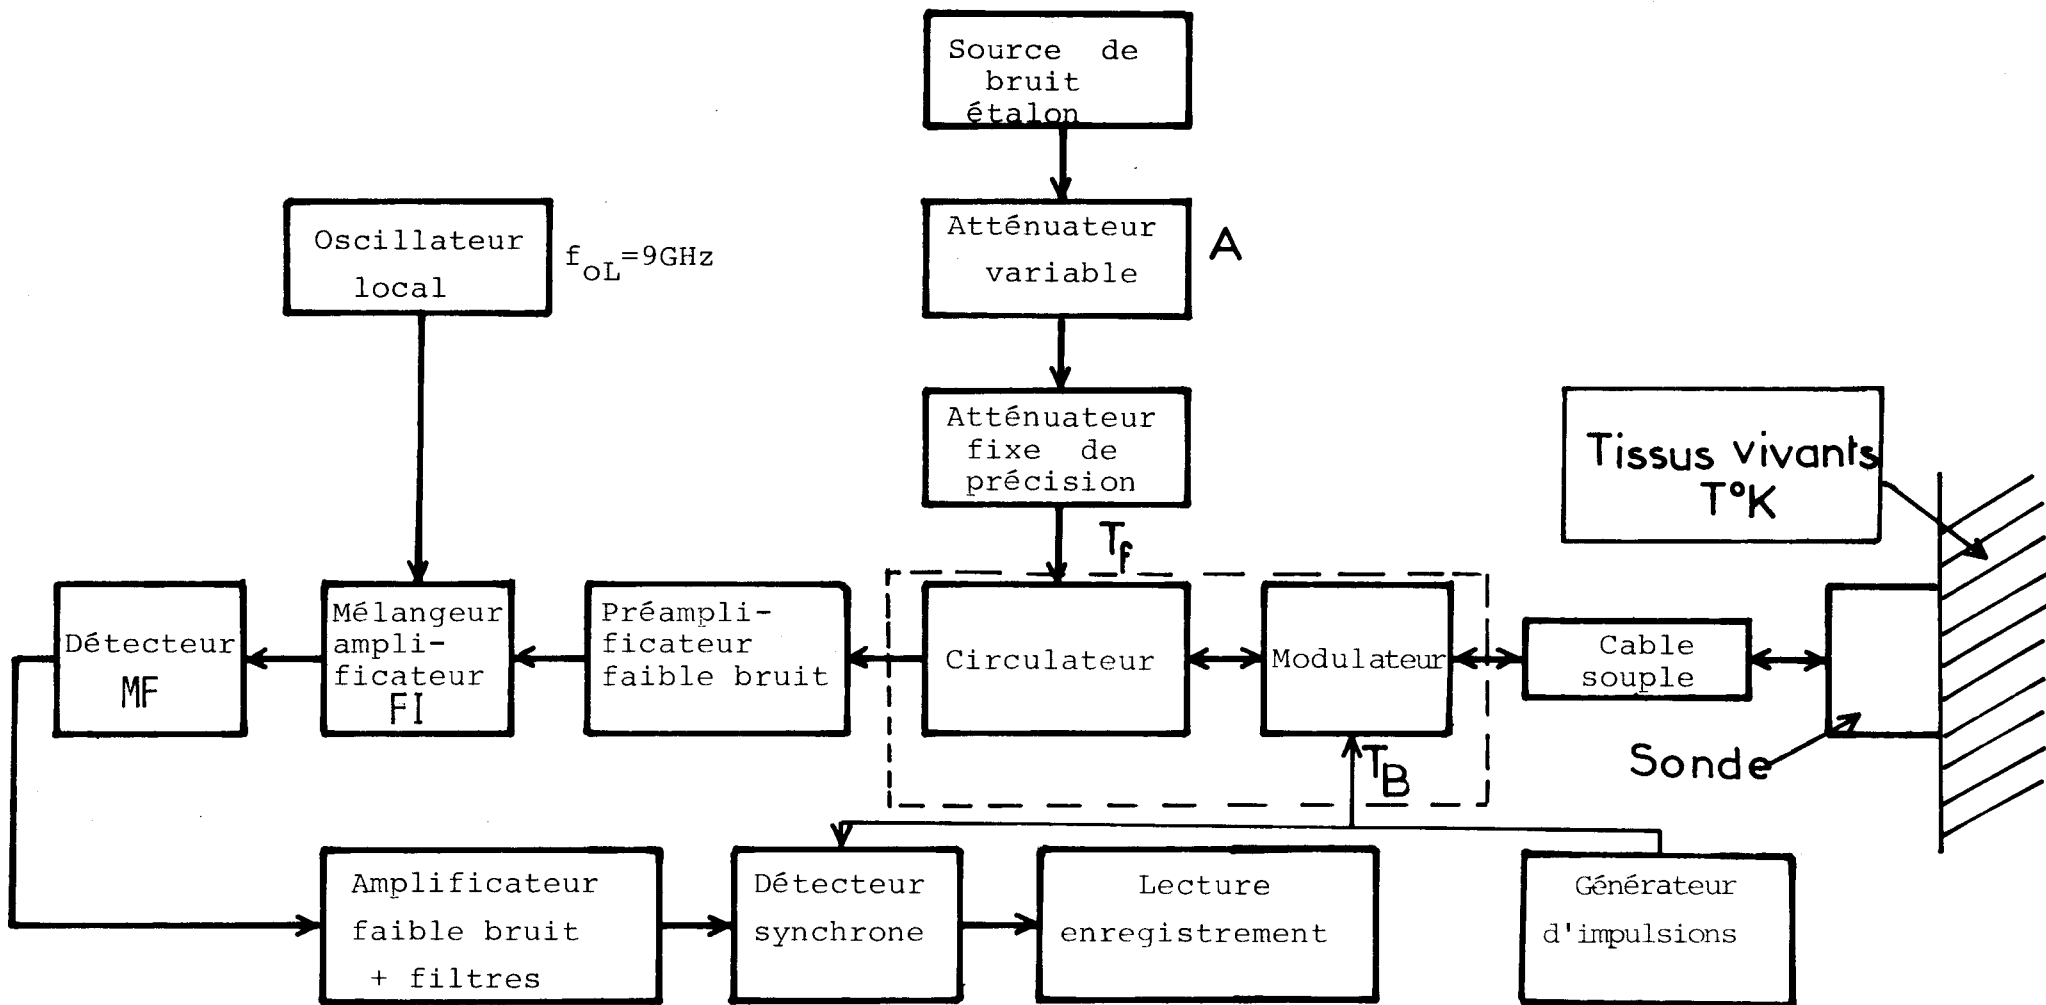 Source de
bruit
étalon
Oscillateur
local
f_oL=9GHz
Atténuateur
variable
A
Atténuateur
fixe de
précision
Tissus vivants
T°K
T_f
Détecteur
MF
Mélangeur
ampli-
ficateur
FI
Préampli-
ficateur
faible bruit
Circulateur
Modulateur
Cable
souple
Sonde
T_B
Amplificateur
faible bruit
+ filtres
Détecteur
synchrone
Lecture
enregistrement
Générateur
d'impulsions